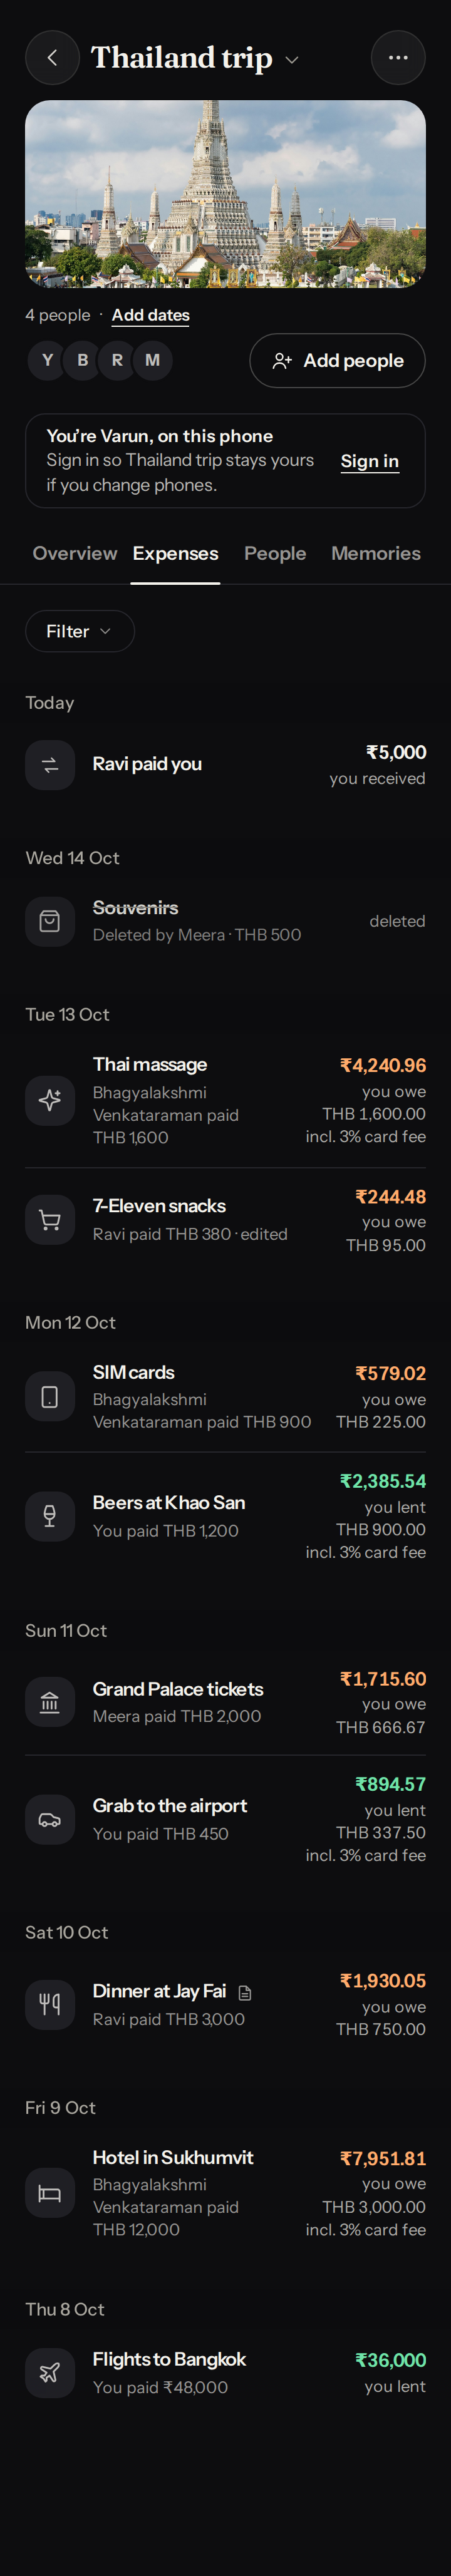 Thailand trip
4 people · Add dates
Y B R M
Add people
You're Varun, on this phone
Sign in so Thailand trip stays yours
if you change phones.
Sign in
Overview Expenses People Memories
Filter
Today
Ravi paid you
₹5,000
you received
Wed 14 Oct
Souvenirs
Deleted by Meera · THB 500
deleted
Tue 13 Oct
Thai massage
Bhagyalakshmi
Venkataraman paid
THB 1,600
₹4,240.96
you owe
THB 1,600.00
incl. 3% card fee
7-Eleven snacks
Ravi paid THB 380 · edited
₹244.48
you owe
THB 95.00
Mon 12 Oct
SIM cards
Bhagyalakshmi
Venkataraman paid THB 900
₹579.02
you owe
THB 225.00
Beers at Khao San
You paid THB 1,200
₹2,385.54
you lent
THB 900.00
incl. 3% card fee
Sun 11 Oct
Grand Palace tickets
Meera paid THB 2,000
₹1,715.60
you owe
THB 666.67
Grab to the airport
You paid THB 450
₹894.57
you lent
THB 337.50
incl. 3% card fee
Sat 10 Oct
Dinner at Jay Fai
Ravi paid THB 3,000
₹1,930.05
you owe
THB 750.00
Fri 9 Oct
Hotel in Sukhumvit
Bhagyalakshmi
Venkataraman paid
THB 12,000
₹7,951.81
you owe
THB 3,000.00
incl. 3% card fee
Thu 8 Oct
Flights to Bangkok
You paid ₹48,000
₹36,000
you lent